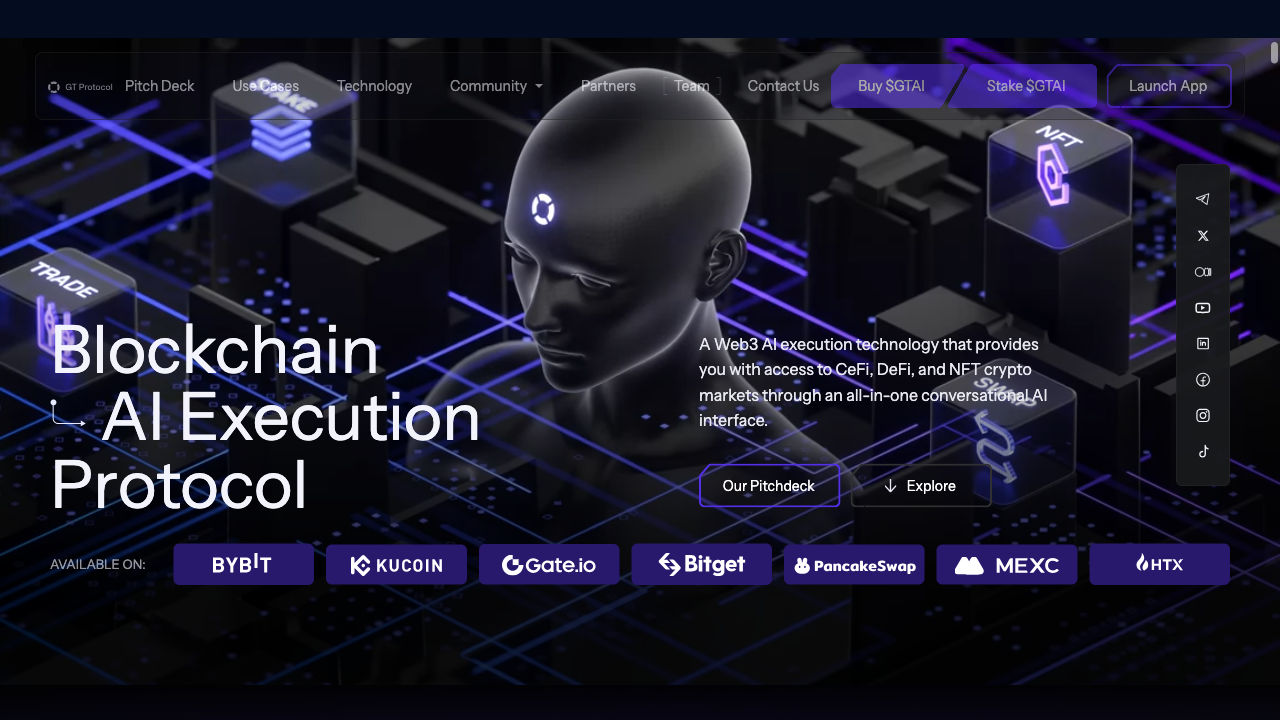 GT Protocol
Pitch Deck
Use Cases
Technology
Community
Partners
Team
Contact Us
Buy $GTAI
Stake $GTAI
Launch App
STAKE
NFT
TRADE
SWAP
Blockchain
AI Execution
Protocol
A Web3 AI execution technology that provides
you with access to CeFi, DeFi, and NFT crypto
markets through an all-in-one conversational AI
interface.
Our Pitchdeck
Explore
AVAILABLE ON:
BYBIT
KUCOIN
Gate.io
Bitget
PancakeSwap
MEXC
HTX